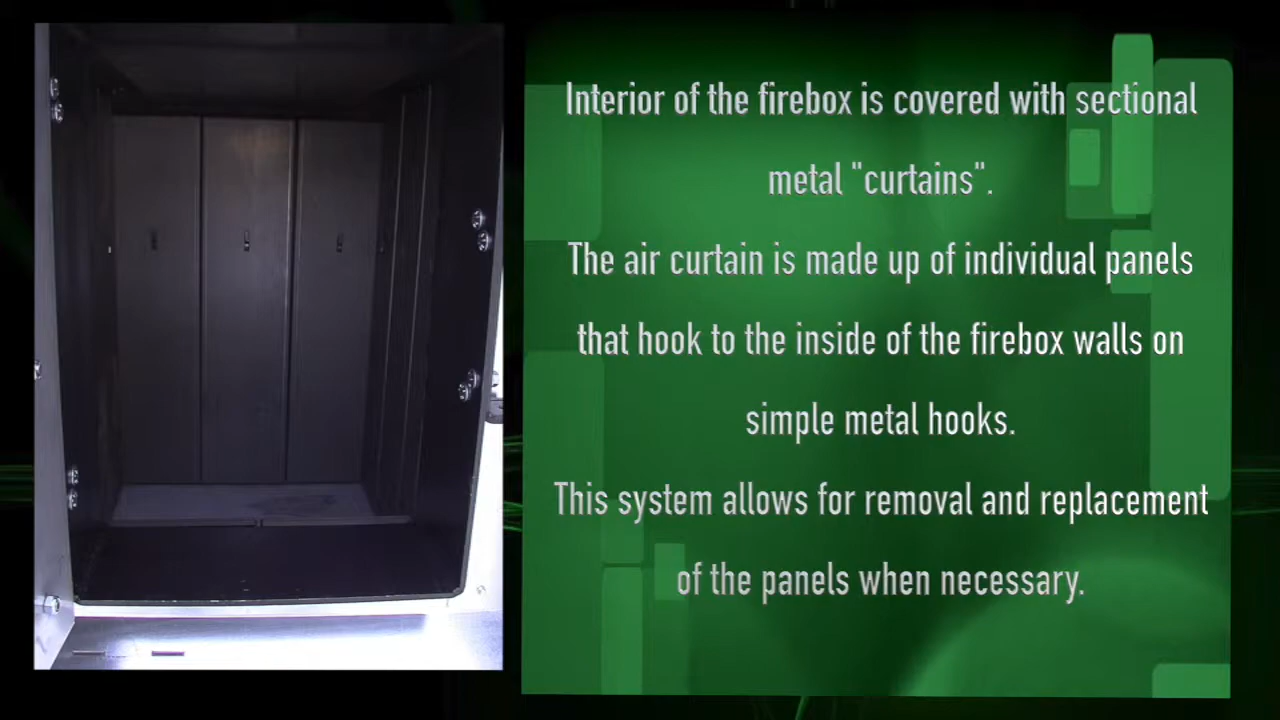 Interior of the firebox is covered with sectional
metal "curtains".
The air curtain is made up of individual panels
that hook to the inside of the firebox walls on
simple metal hooks.
This system allows for removal and replacement
of the panels when necessary.